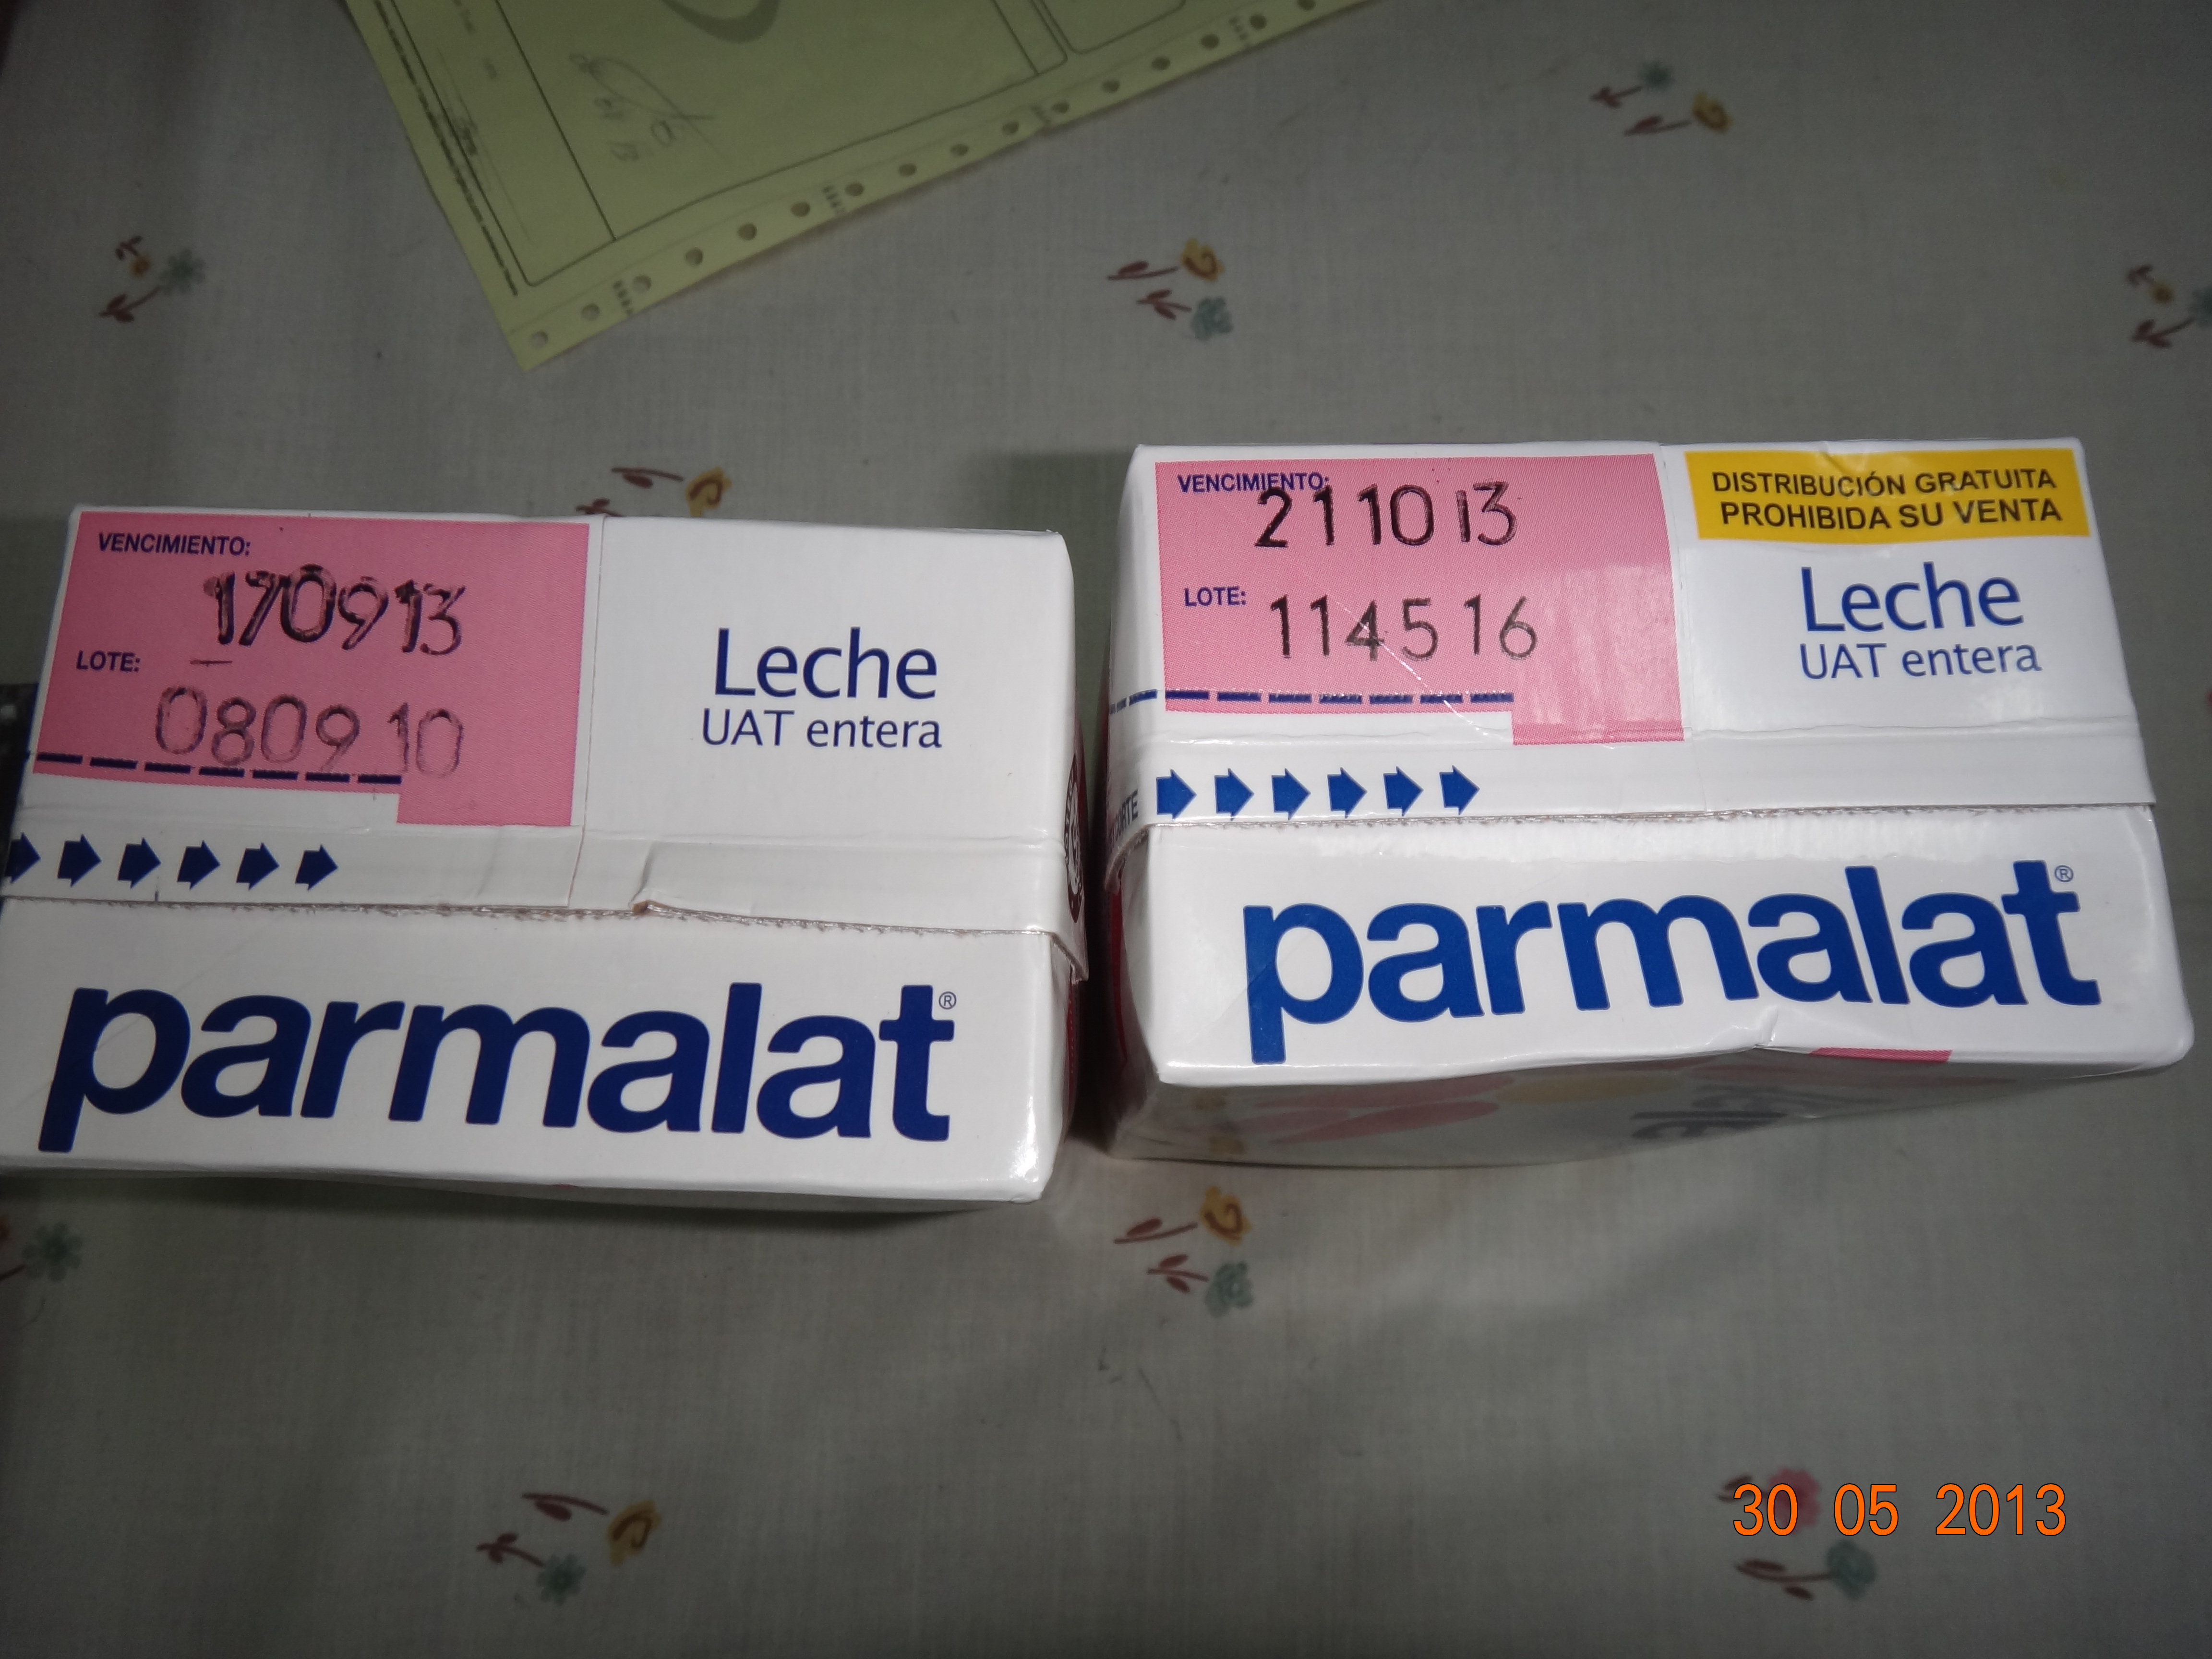 VENCIMIENTO:
170913
LOTE:
080910
Leche
UAT entera
parmalat®
VENCIMIENTO:
211013
LOTE:
114516
DISTRIBUCIÓN GRATUITA
PROHIBIDA SU VENTA
Leche
UAT entera
parmalat®
30 05 2013